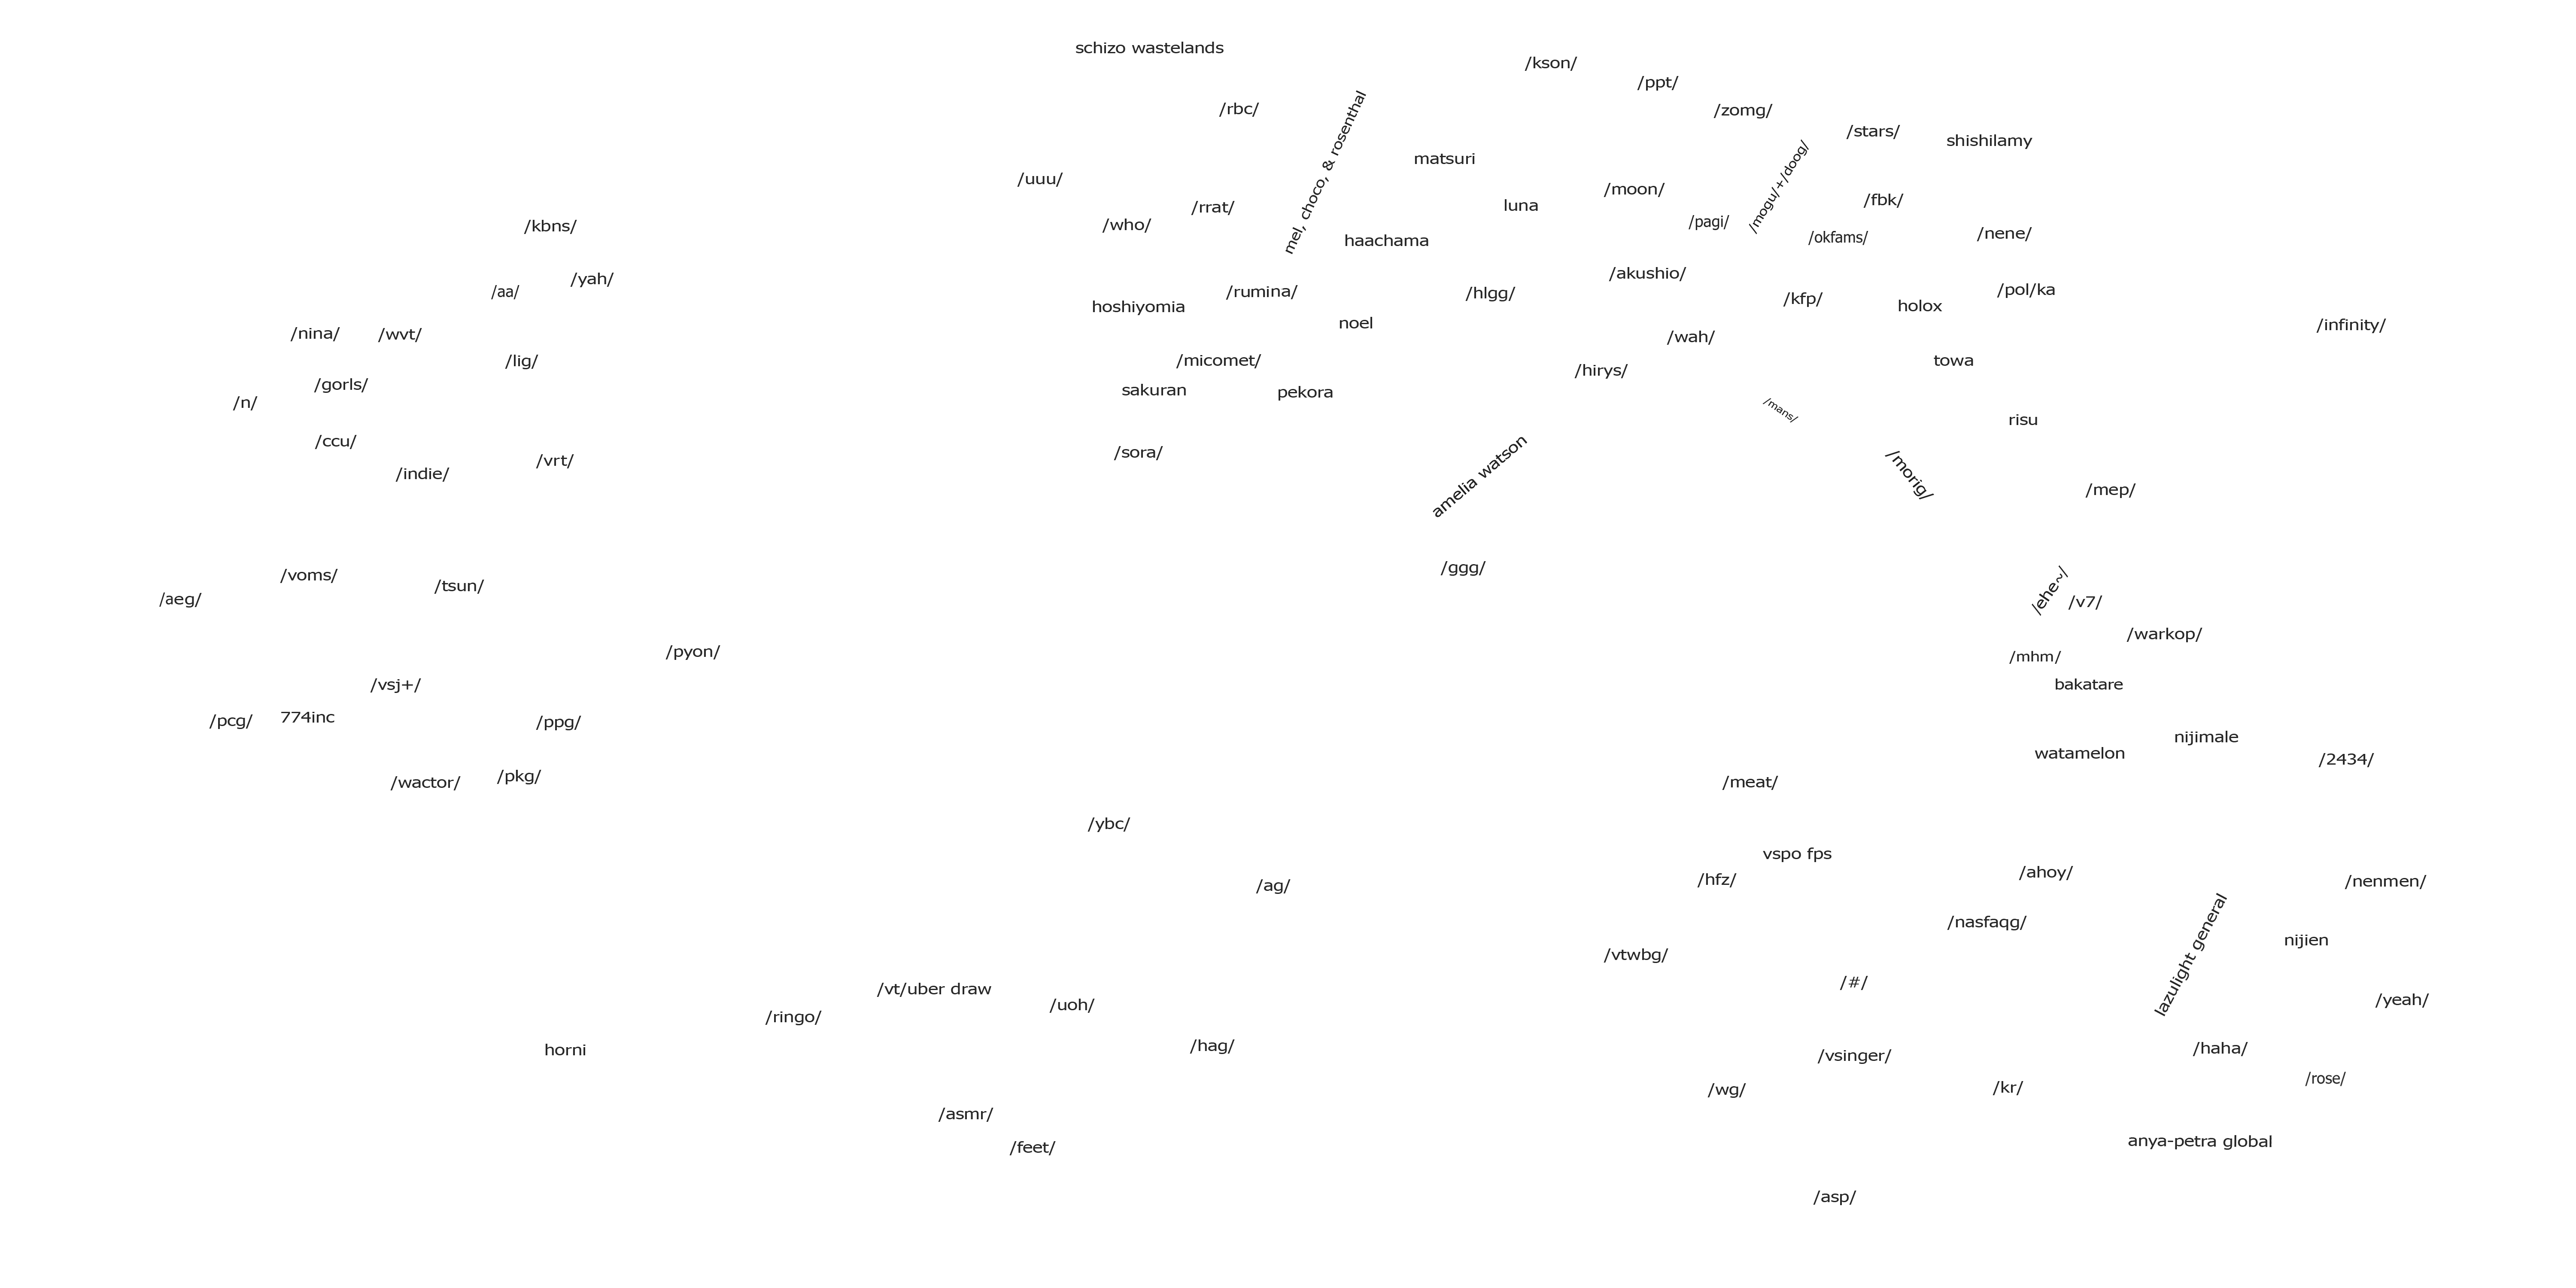 schizo wastelands
/kson/
/ppt/
/rbc/
/zomg/
mel, choco, & rosenthal
/stars/
shishilamy
matsuri
/uuu/
/mogu/+/doog/
/moon/
/fbk/
luna
/rrat/
/pagi/
/who/
/kbns/
/nene/
/okfams/
haachama
/akushio/
/yah/
/pol/ka
/aa/
/rumina/
/hlgg/
/kfp/
holox
hoshiyomia
noel
/infinity/
/nina/
/wvt/
/wah/
/lig/
/micomet/
towa
/hirys/
/gorls/
sakuran
pekora
/n/
/mans/
risu
/ccu/
/sora/
/vrt/
/indie/
amelia watson
/morig/
/mep/
/ggg/
/voms/
/tsun/
/ehe~/
/aeg/
/v7/
/warkop/
/pyon/
/mhm/
/vsj+/
bakatare
/pcg/
774inc
/ppg/
nijimale
watamelon
/2434/
/pkg/
/wactor/
/meat/
/ybc/
vspo fps
/ahoy/
/hfz/
/nenmen/
/ag/
/nasfaqg/
nijien
/vtwbg/
lazulight general
/#/
/vt/uber draw
/yeah/
/uoh/
/ringo/
/hag/
horni
/haha/
/vsinger/
/rose/
/kr/
/wg/
/asmr/
anya-petra global
/feet/
/asp/